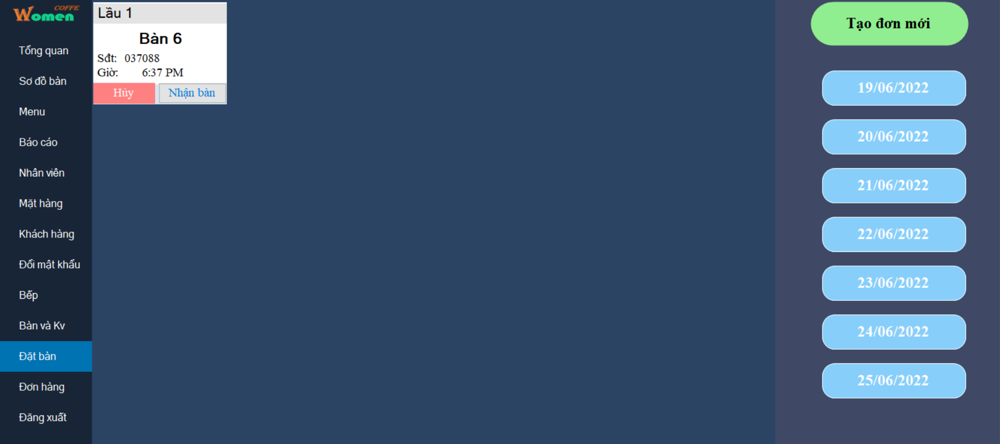 COFFE
Women
Tổng quan
Sơ đồ bàn
Menu
Báo cáo
Nhân viên
Mặt hàng
Khách hàng
Đổi mật khẩu
Bếp
Bàn và Kv
Đặt bàn
Đơn hàng
Đăng xuất
Lầu 1
Bàn 6
Sđt: 037088
Giờ: 6:37 PM
Hủy Nhận bàn
Tạo đơn mới
19/06/2022
20/06/2022
21/06/2022
22/06/2022
23/06/2022
24/06/2022
25/06/2022